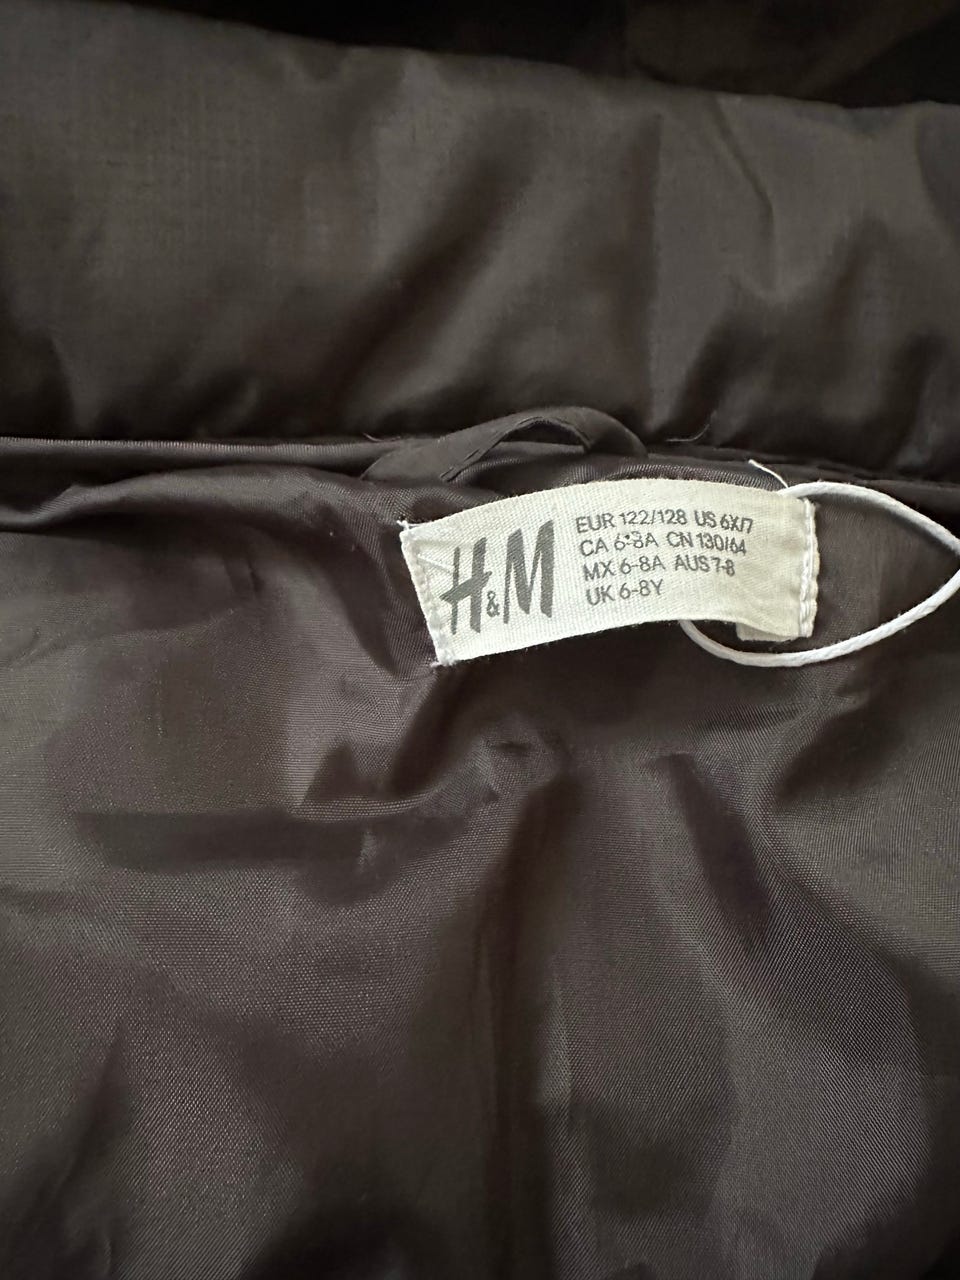 H&M
EUR 122/128 US 6X/7
CA 6-8A CN 130/64
MX 6-8A AUS 7-8
UK 6-8Y